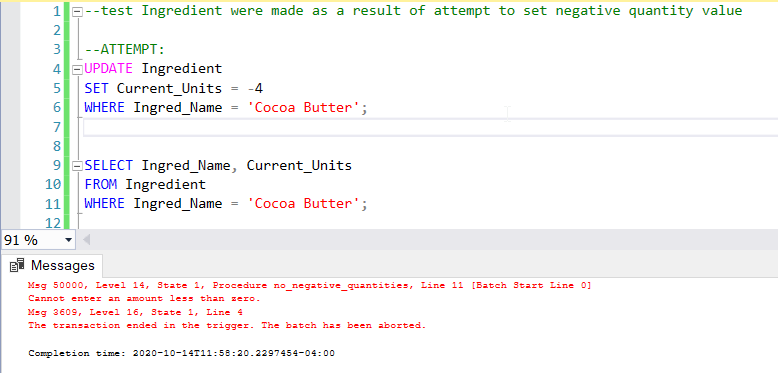 1 --test Ingredient were made as a result of attempt to set negative quantity value
2
3 --ATTEMPT:
4 UPDATE Ingredient
5 SET Current_Units = -4
6 WHERE Ingred_Name = 'Cocoa Butter';
7
8
9 SELECT Ingred_Name, Current_Units
10 FROM Ingredient
11 WHERE Ingred_Name = 'Cocoa Butter';
12
91 %
Messages
Msg 50000, Level 14, State 1, Procedure no_negative_quantities, Line 11 [Batch Start Line 0]
Cannot enter an amount less than zero.
Msg 3609, Level 16, State 1, Line 4
The transaction ended in the trigger. The batch has been aborted.
Completion time: 2020-10-14T11:58:20.2297454-04:00